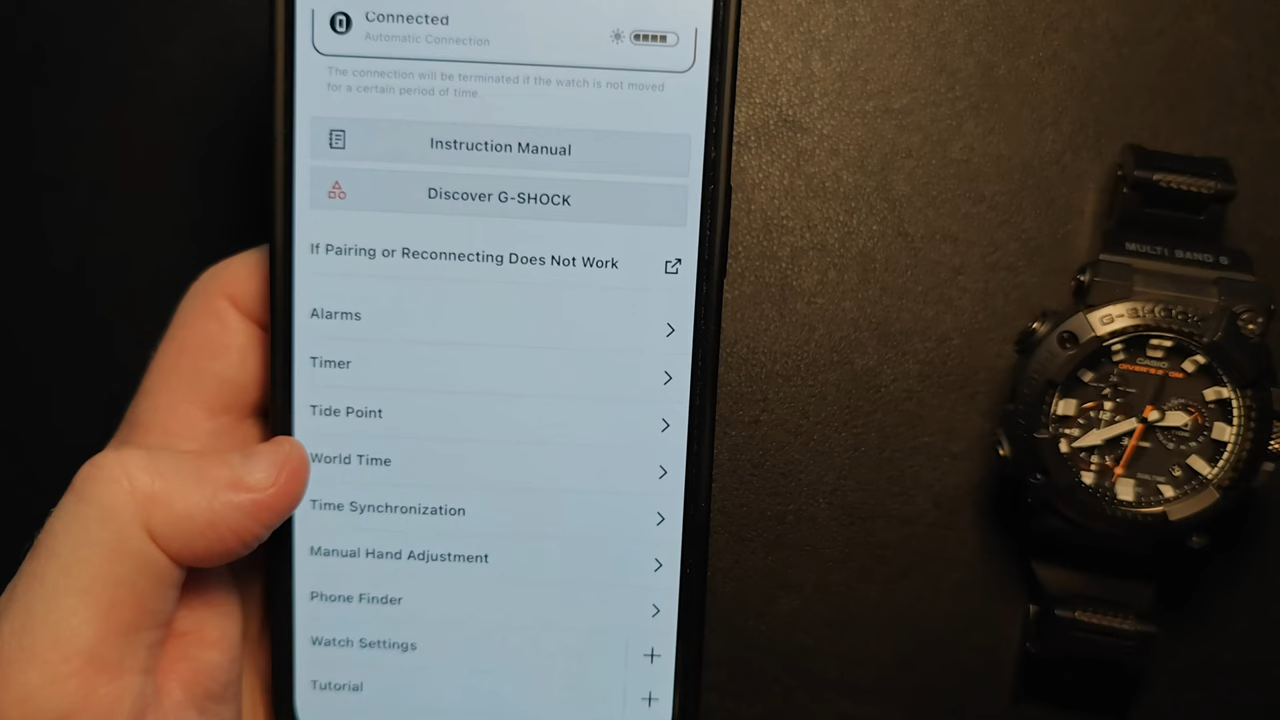 Connected
Automatic Connection
The connection will be terminated if the watch is not moved
for a certain period of time.
Instruction Manual
Discover G-SHOCK
If Pairing or Reconnecting Does Not Work
Alarms
Timer
Tide Point
World Time
Time Synchronization
Manual Hand Adjustment
Phone Finder
Watch Settings
Tutorial
MULTI BAND 6
G-SHOCK
CASIO